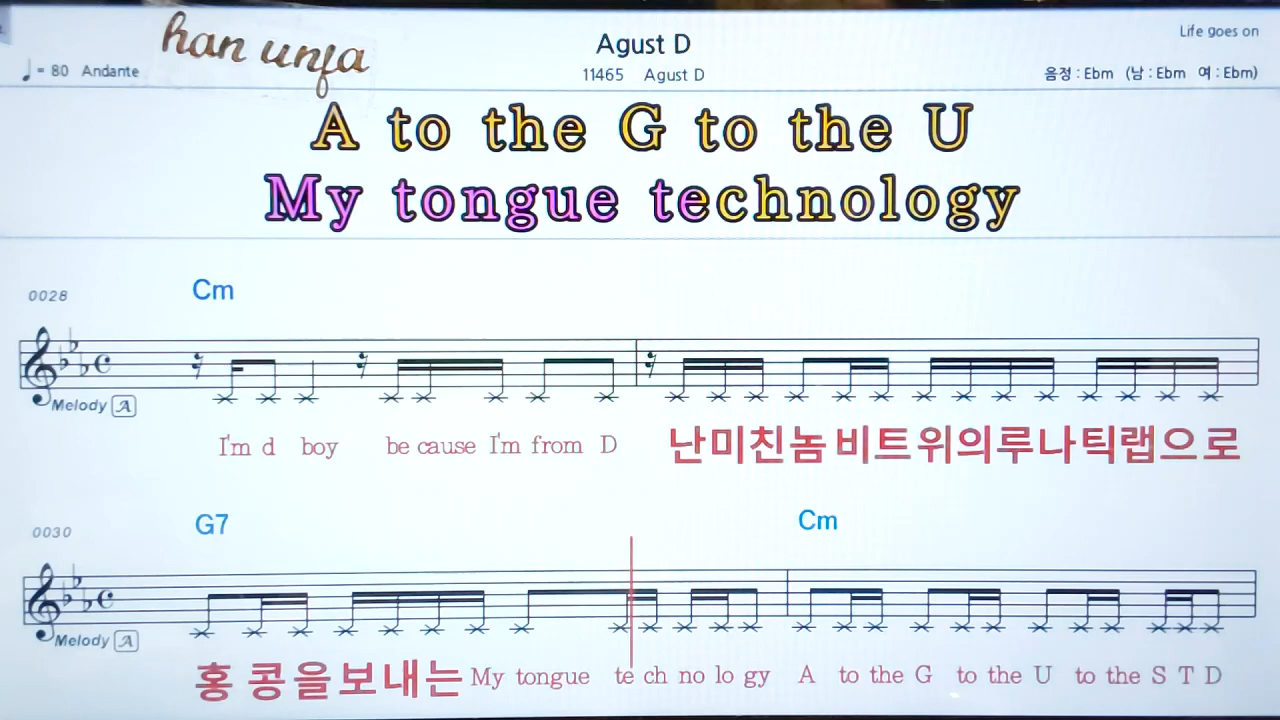 han unja
Agust D
Life goes on
♩ = 80 Andante
11465 Agust D
음정 : Ebm (남 : Ebm 여 : Ebm)
A to the G to the U
My tongue technology
Cm
0028
Melody A
I'm d boy be cause I'm from D 난미친놈비트위의루나틱랩으로
G7 Cm
0030
Melody A
홍콩을보내는 My tongue te ch no lo gy A to the G to the U to the S T D